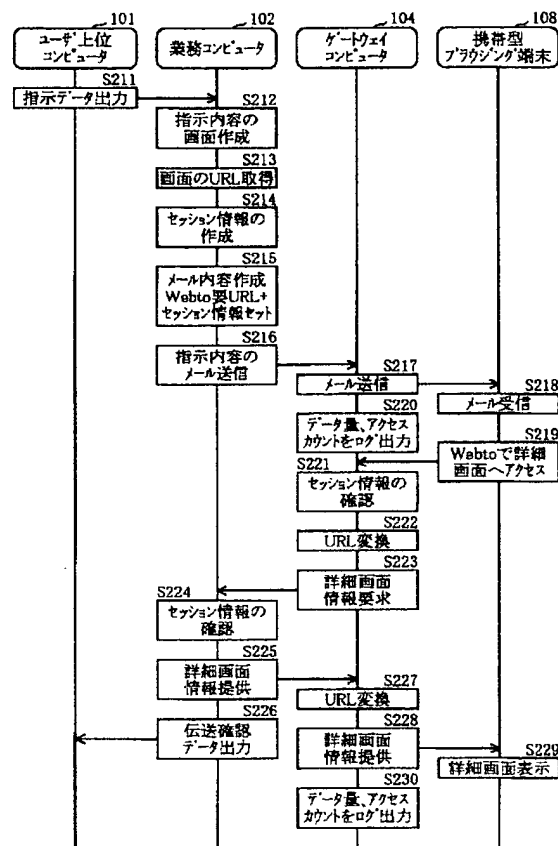 101
102
104
108
ユーザ上位
コンピュータ
業務コンピュータ
ゲートウェイ
コンピュータ
携帯型
ブラウジング端末
S211
指示データ出力
S212
指示内容の
画面作成
S213
画面のURL取得
S214
セッション情報の
作成
S215
メール内容作成
Webto要URL+
セッション情報セット
S216
指示内容の
メール送信
S217
メール送信
S218
メール受信
S220
データ量、アクセス
カウントをログ出力
S219
Webtoで詳細
画面へアクセス
S221
セッション情報の
確認
S222
URL変換
S223
詳細画面
情報要求
S224
セッション情報の
確認
S225
詳細画面
情報提供
S227
URL変換
S226
伝送確認
データ出力
S228
詳細画面
情報提供
S229
詳細画面表示
S230
データ量、アクセス
カウントをログ出力